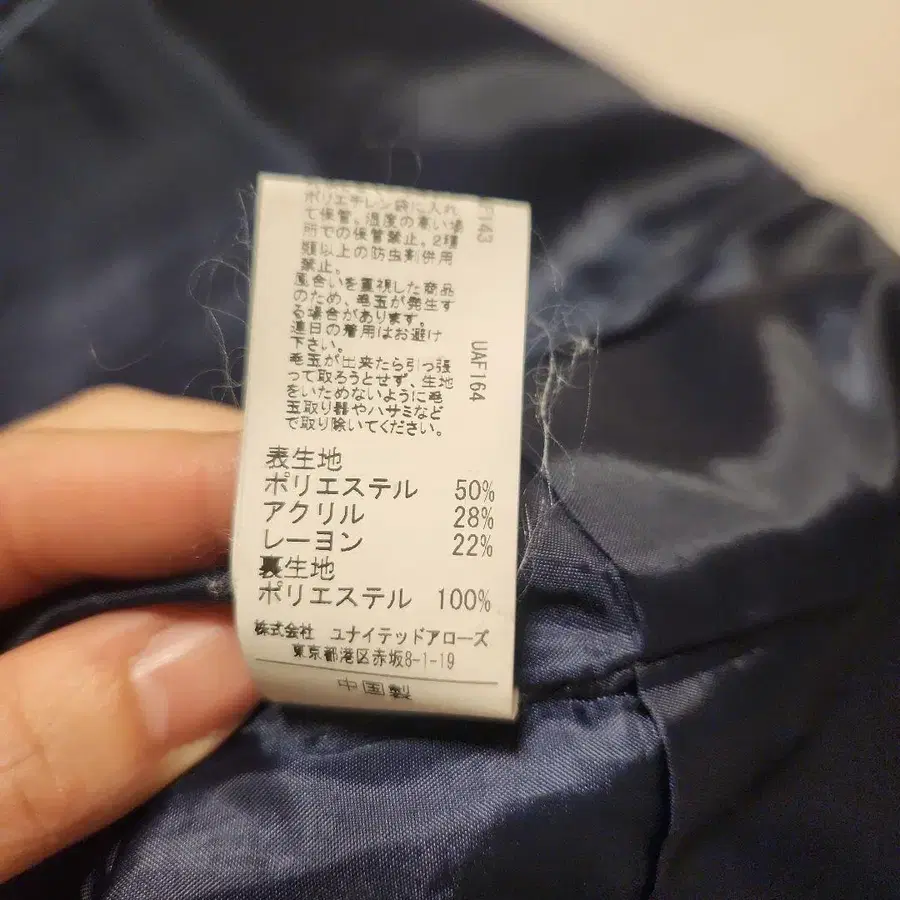 ポリエチレン袋に入れ
て保管。温度の高い場
所での保管禁止。2種
類以上の防虫剤併用
禁止。
風合いを重視した商品
のため、毛玉が発生す
る場合があります。
連日の着用はお避け
下さい。
毛玉が出来たら引っ張
って取ろうとせず、生地
をいためないように毛
玉取り器やハサミなど
で取り除いてください。
表生地
ポリエステル 50%
アクリル 28%
レーヨン 22%
裏生地
ポリエステル 100%
株式会社 ユナイテッドアローズ
東京都港区赤坂8-1-19
中国製
UAF164